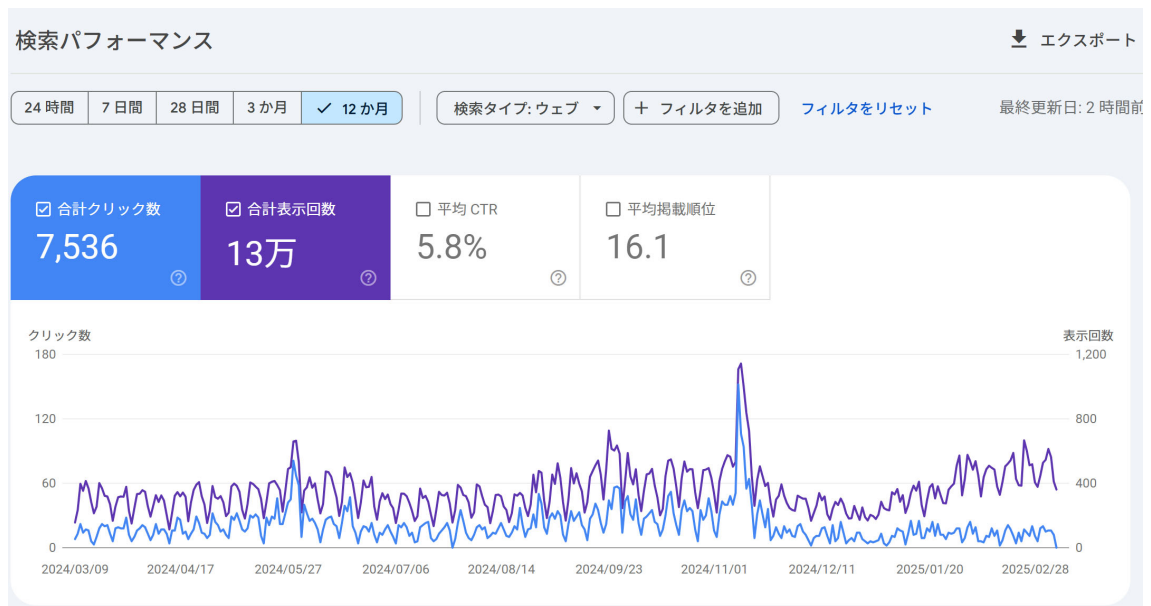 検索パフォーマンス
エクスポート
24 時間 7 日間 28 日間 3 か月 12 か月 検索タイプ: ウェブ + フィルタを追加 フィルタをリセット 最終更新日: 2 時間前
合計クリック数 合計表示回数 平均 CTR 平均掲載順位
7,536 13万 5.8% 16.1
クリック数 表示回数
180 1,200
120 800
60 400
0 0
2024/03/09 2024/04/17 2024/05/27 2024/07/06 2024/08/14 2024/09/23 2024/11/01 2024/12/11 2025/01/20 2025/02/28